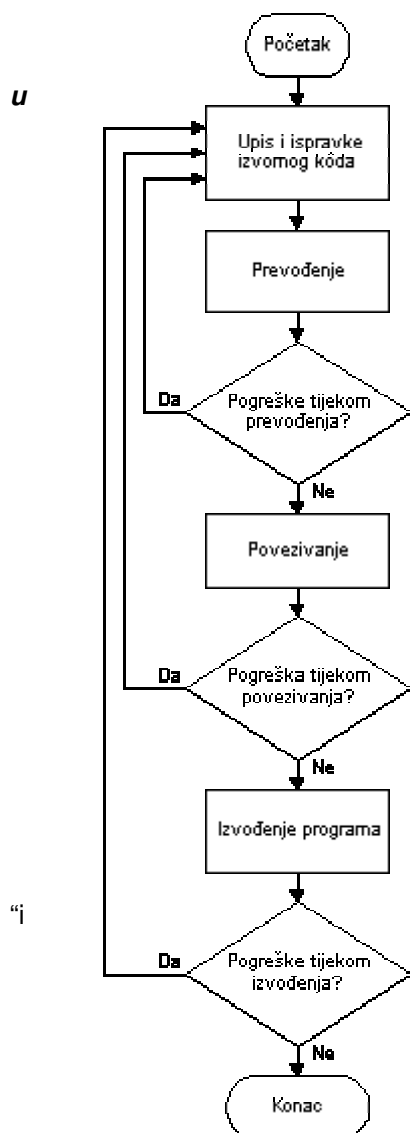 Početak
u
Upis i ispravke
izvornog kôda
Prevođenje
Da
Pogreške tijekom
prevođenja?
Ne
Povezivanje
Da
Pogreška tijekom
povezivanja?
Ne
Izvođenje programa
“i
Da
Pogreške tijekom
izvođenja?
Ne
Konac